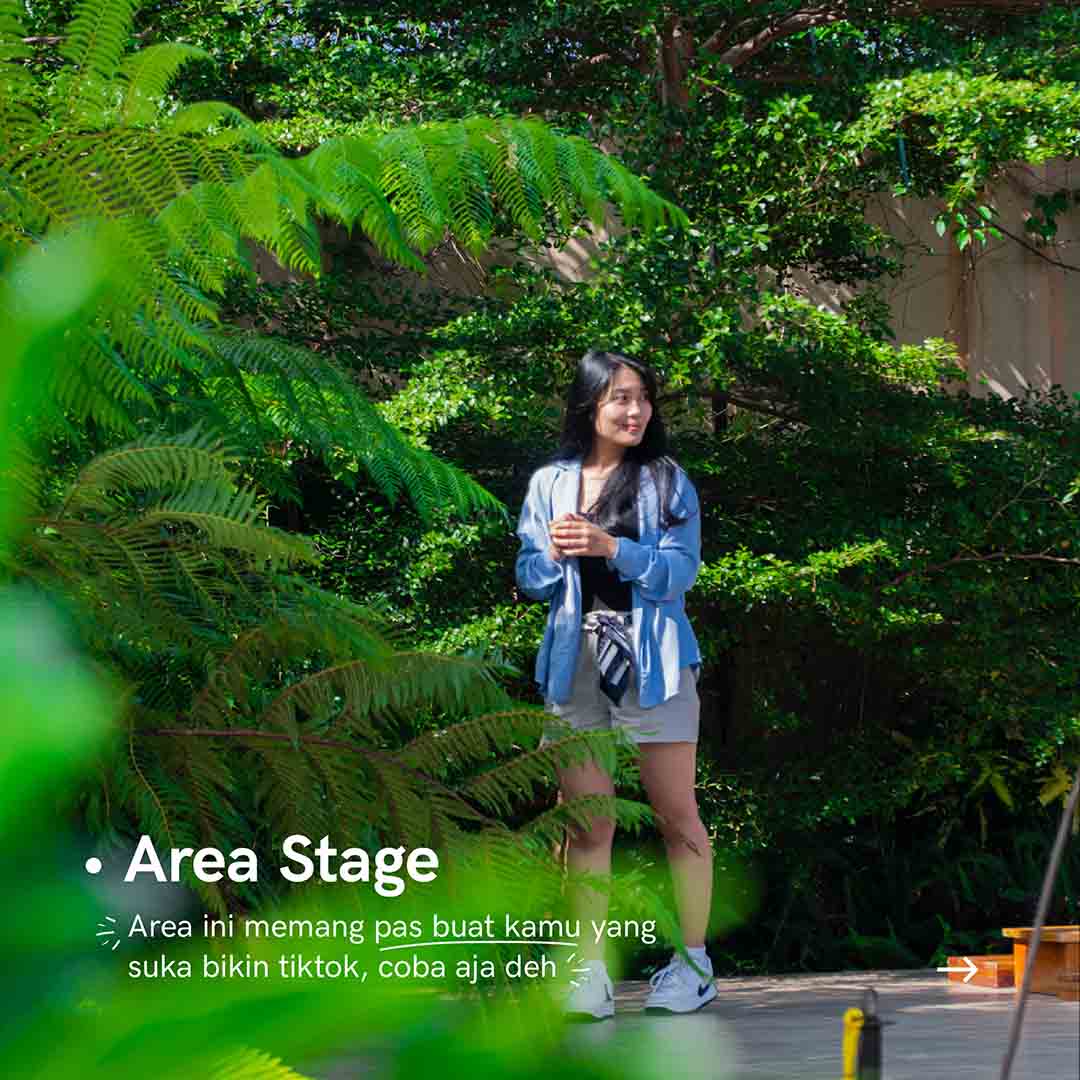 • Area Stage
Area ini memang pas buat kamu yang
suka bikin tiktok, coba aja deh